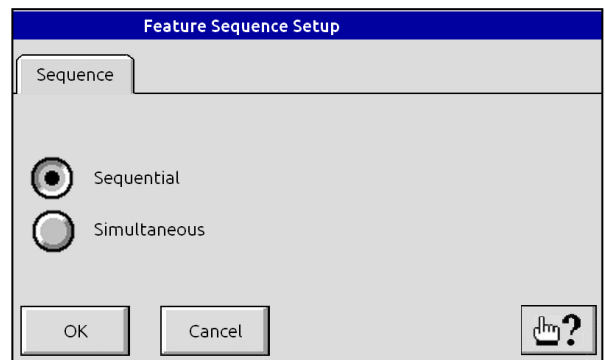 Feature Sequence Setup
Sequence
Sequential
Simultaneous
OK
Cancel
?